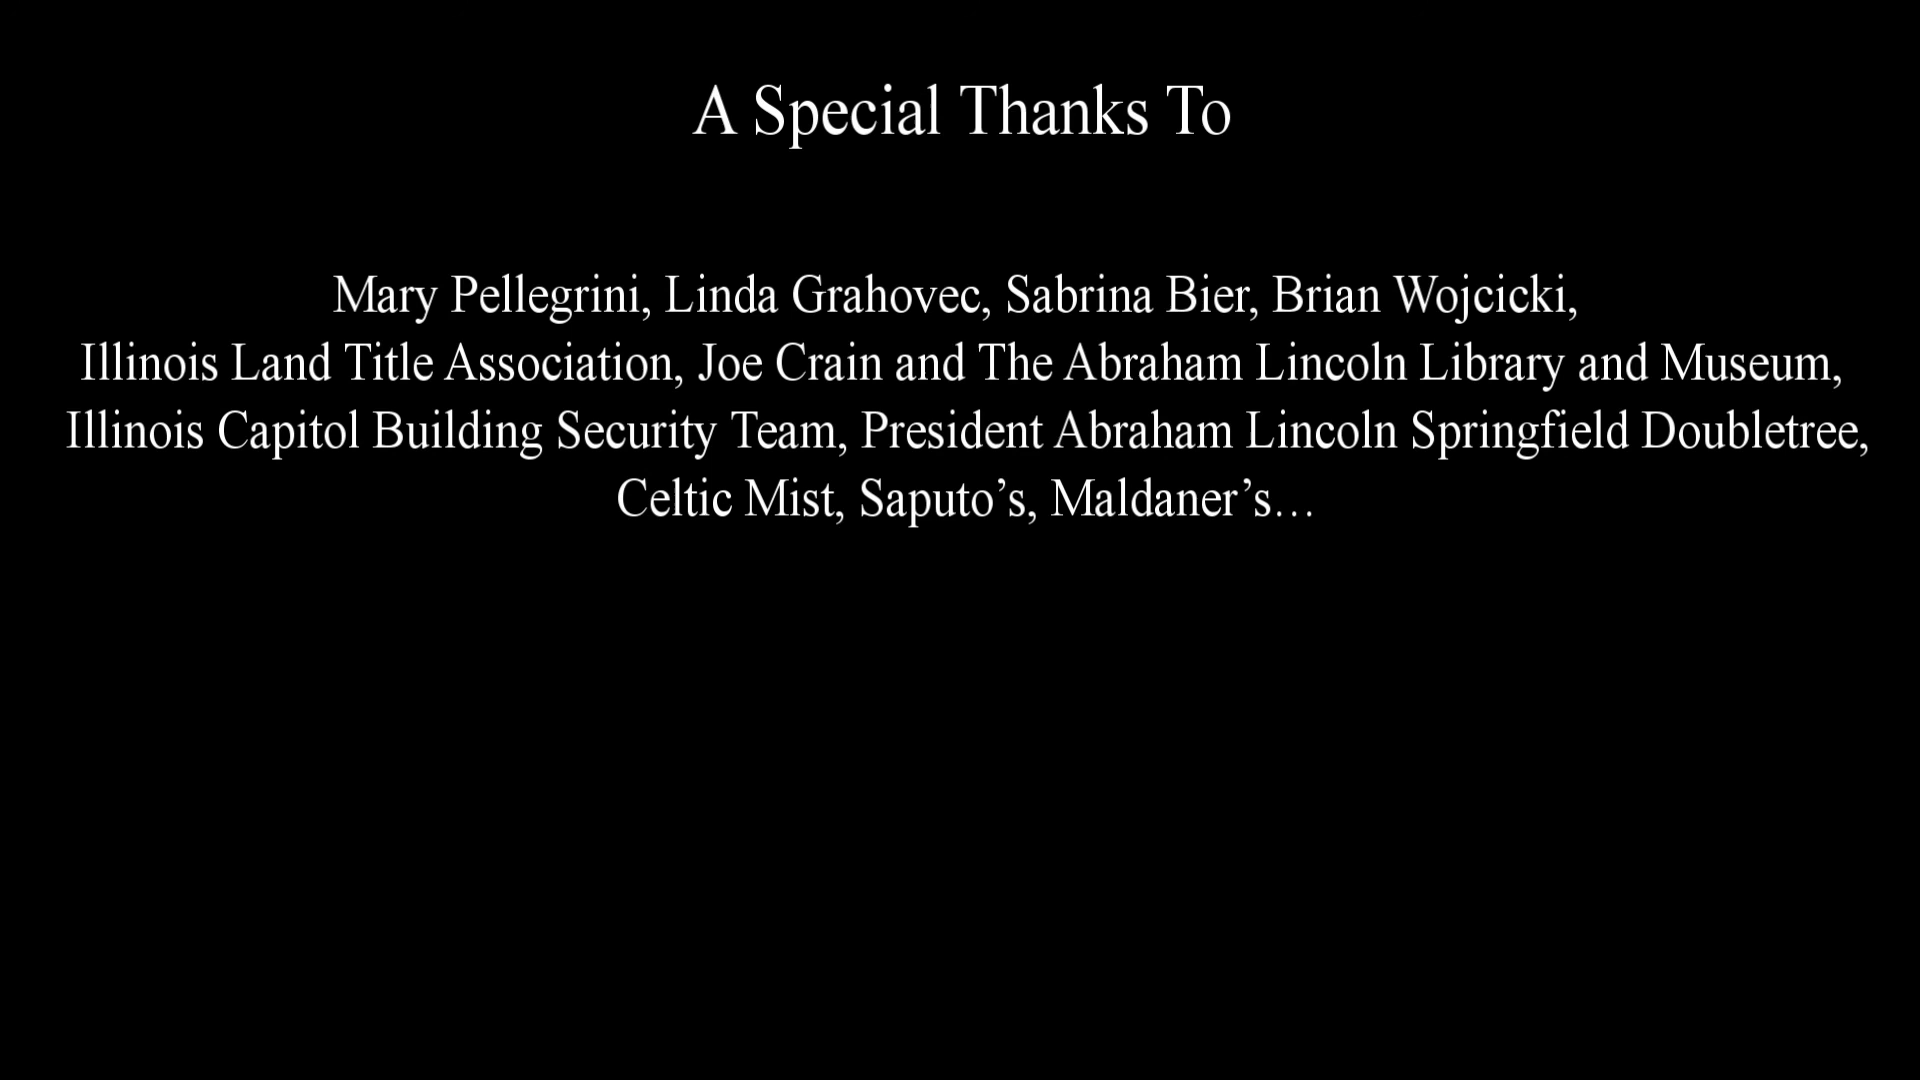 A Special Thanks To
Mary Pellegrini, Linda Grahovec, Sabrina Bier, Brian Wojcicki,
Illinois Land Title Association, Joe Crain and The Abraham Lincoln Library and Museum,
Illinois Capitol Building Security Team, President Abraham Lincoln Springfield Doubletree,
Celtic Mist, Saputo’s, Maldaner’s…